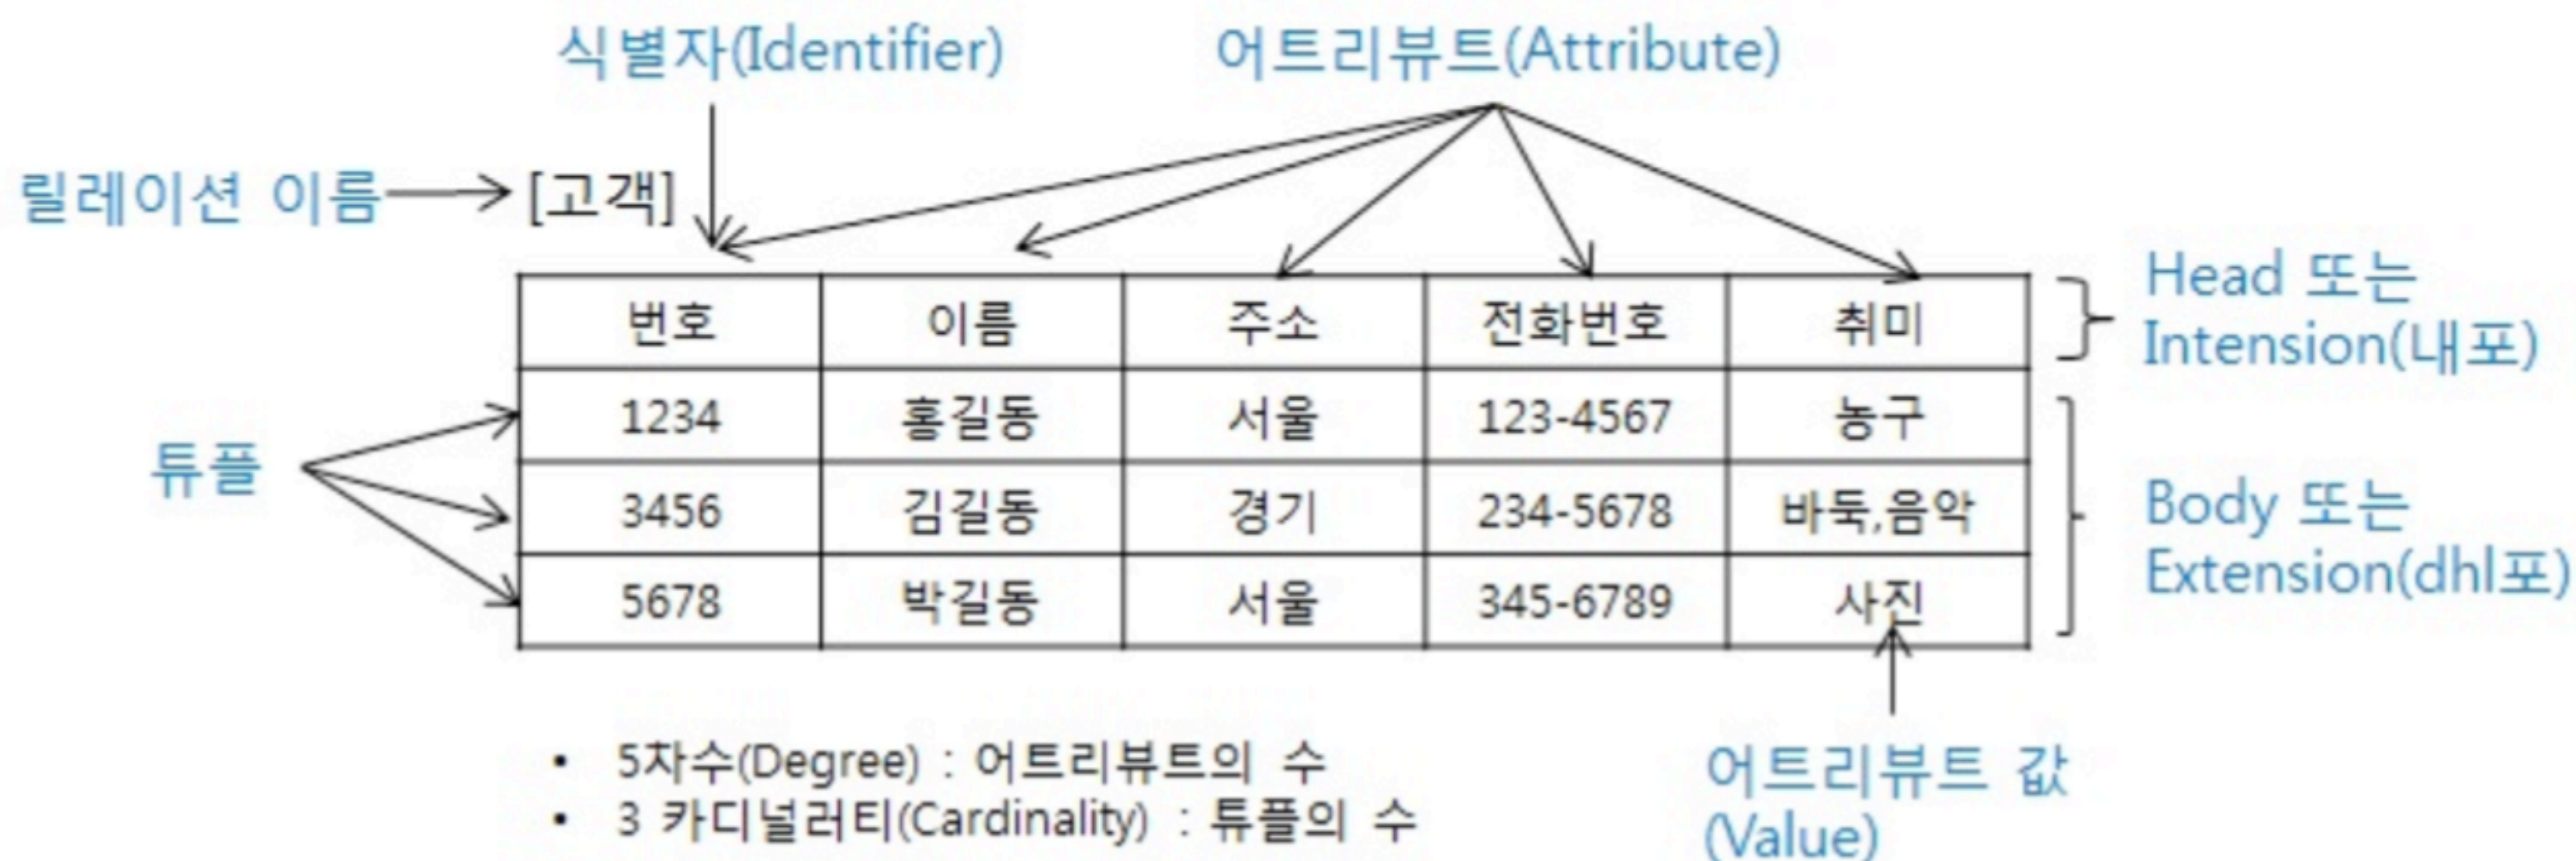 식별자(Identifier)
어트리뷰트(Attribute)
릴레이션 이름
[고객]
번호 이름 주소 전화번호 취미
Head 또는
Intension(내포)
1234 홍길동 서울 123-4567 농구
튜플
3456 김길동 경기 234-5678 바둑,음악
Body 또는
Extension(dhl포)
5678 박길동 서울 345-6789 사진
• 5차수(Degree) : 어트리뷰트의 수
• 3 카디널러티(Cardinality) : 튜플의 수
어트리뷰트 값
(Value)